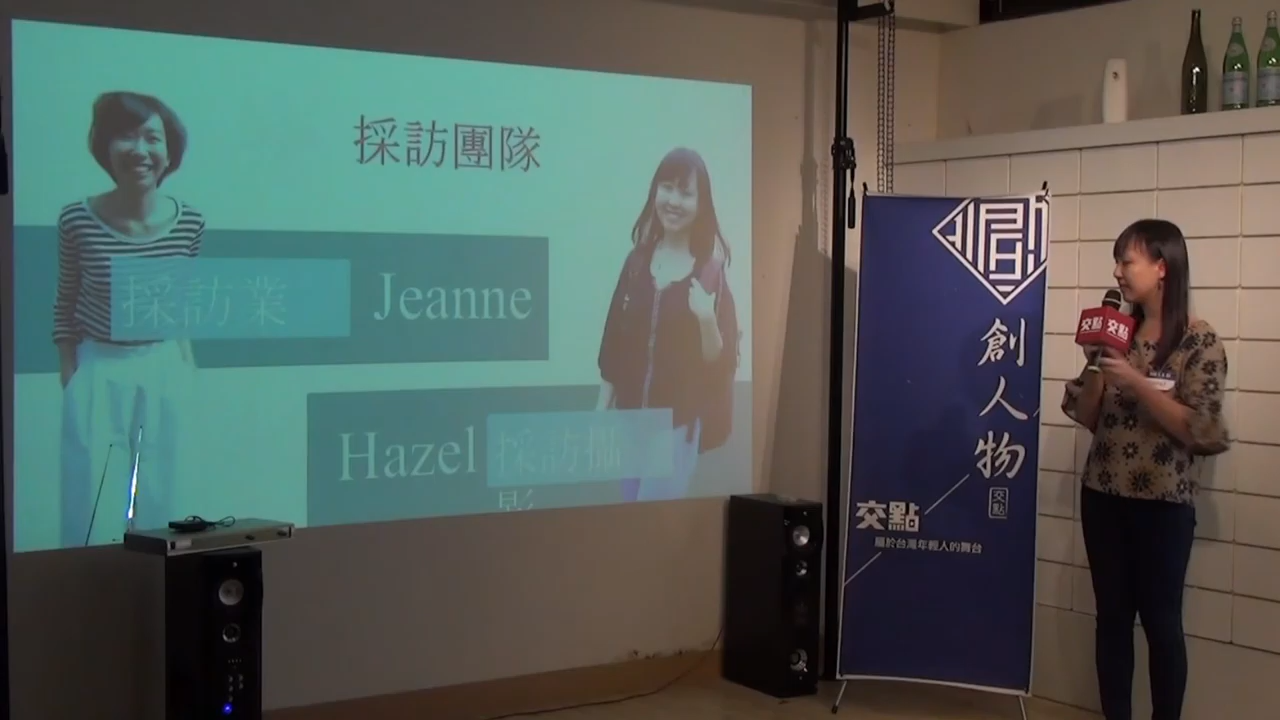 採訪團隊
採訪業 Jeanne
Hazel 採訪攝
影
創人物
交點
交點
屬於台灣年輕人的舞台
交點 交點